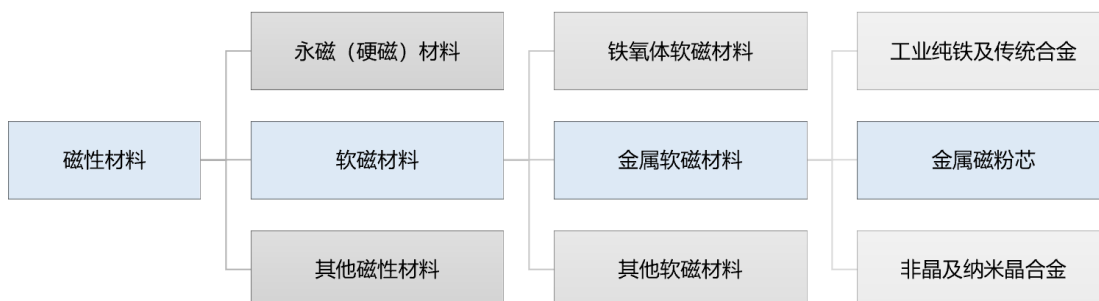 永磁（硬磁）材料
铁氧体软磁材料
工业纯铁及传统合金
磁性材料
软磁材料
金属软磁材料
金属磁粉芯
其他磁性材料
其他软磁材料
非晶及纳米晶合金